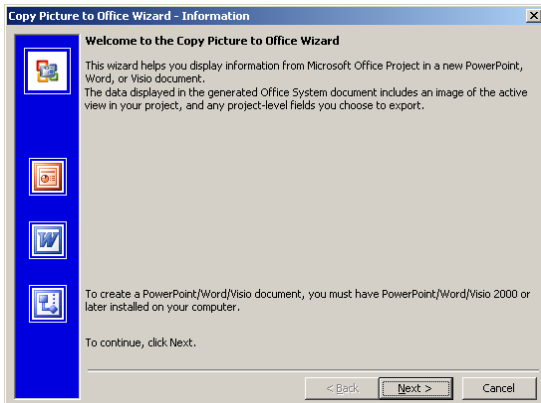 Copy Picture to Office Wizard - Information
Welcome to the Copy Picture to Office Wizard
This wizard helps you display information from Microsoft Office Project in a new PowerPoint,
Word, or Visio document.
The data displayed in the generated Office System document includes an image of the active
view in your project, and any project-level fields you choose to export.
To create a PowerPoint/Word/Visio document, you must have PowerPoint/Word/Visio 2000 or
later installed on your computer.
To continue, click Next.
< Back Next > Cancel